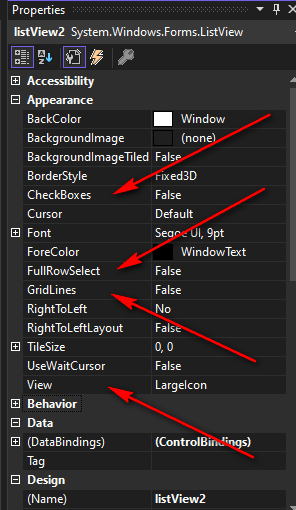 Properties
listView2 System.Windows.Forms.ListView
Accessibility
Appearance
BackColor Window
BackgroundImage (none)
BackgroundImageTiled False
BorderStyle Fixed3D
CheckBoxes False
Cursor Default
Font Segoe UI, 9pt
ForeColor WindowText
FullRowSelect False
GridLines False
RightToLeft No
RightToLeftLayout False
TileSize 0, 0
UseWaitCursor False
View LargeIcon
Behavior
Data
(DataBindings) (ControlBindings)
Tag
Design
(Name) listView2